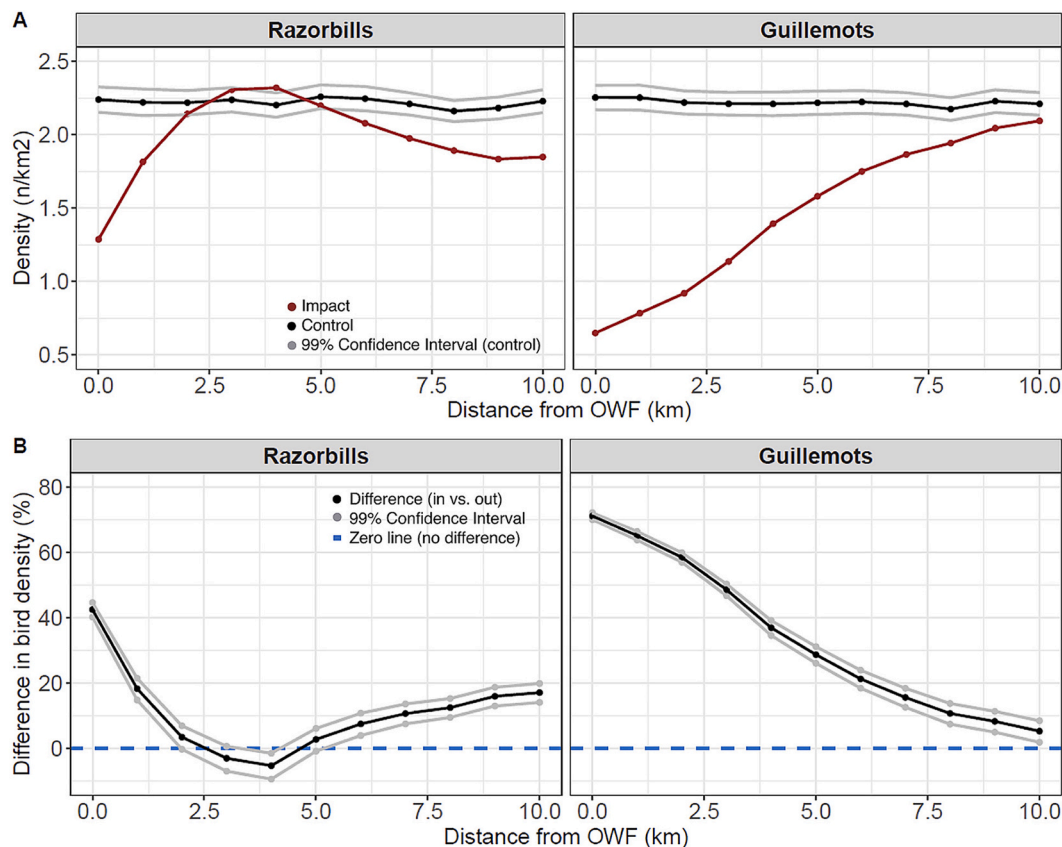 A
Razorbills
Guillemots
Density (n/km2)
2.5
2.0
1.5
1.0
0.5
Impact
Control
99% Confidence Interval (control)
0.0 2.5 5.0 7.5 10.0
0.0 2.5 5.0 7.5 10.0
Distance from OWF (km)
B
Razorbills
Guillemots
Difference in bird density (%)
80
60
40
20
0
Difference (in vs. out)
99% Confidence Interval
Zero line (no difference)
0.0 2.5 5.0 7.5 10.0
0.0 2.5 5.0 7.5 10.0
Distance from OWF (km)